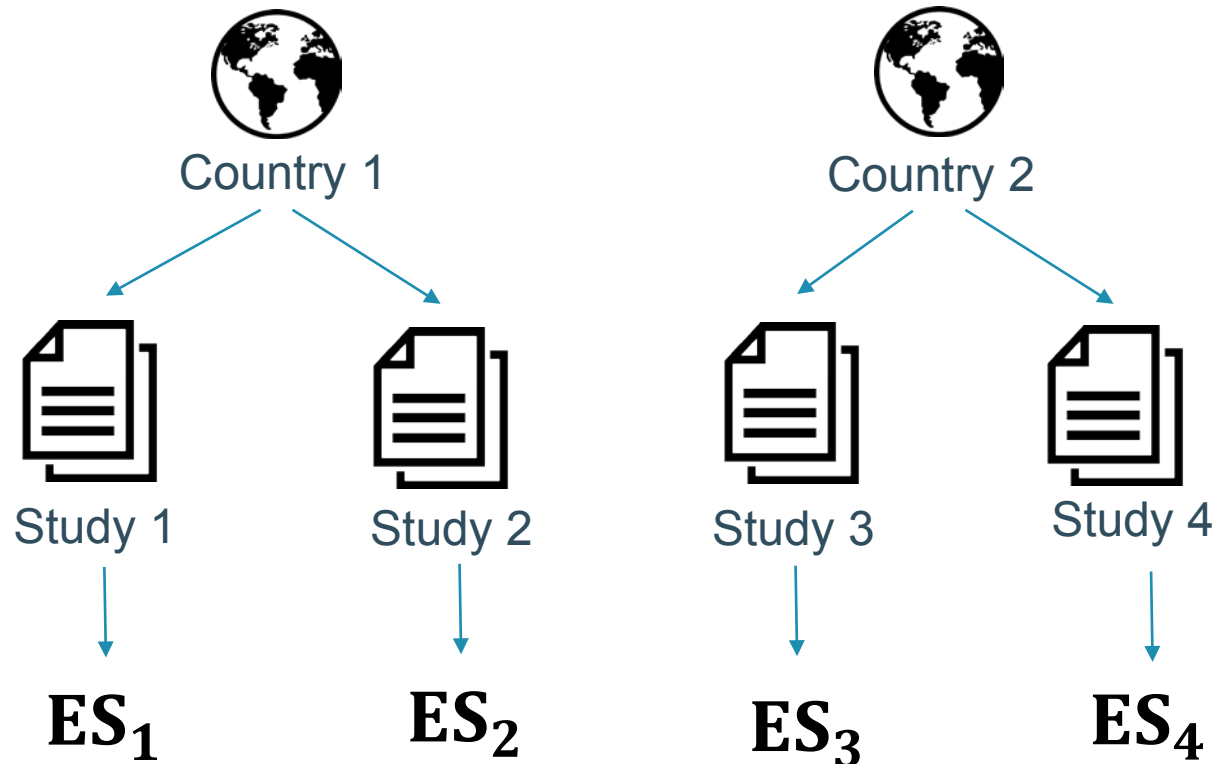 Country 1
Country 2
Study 1
Study 2
Study 3
Study 4
ES₁
ES₂
ES₃
ES₄